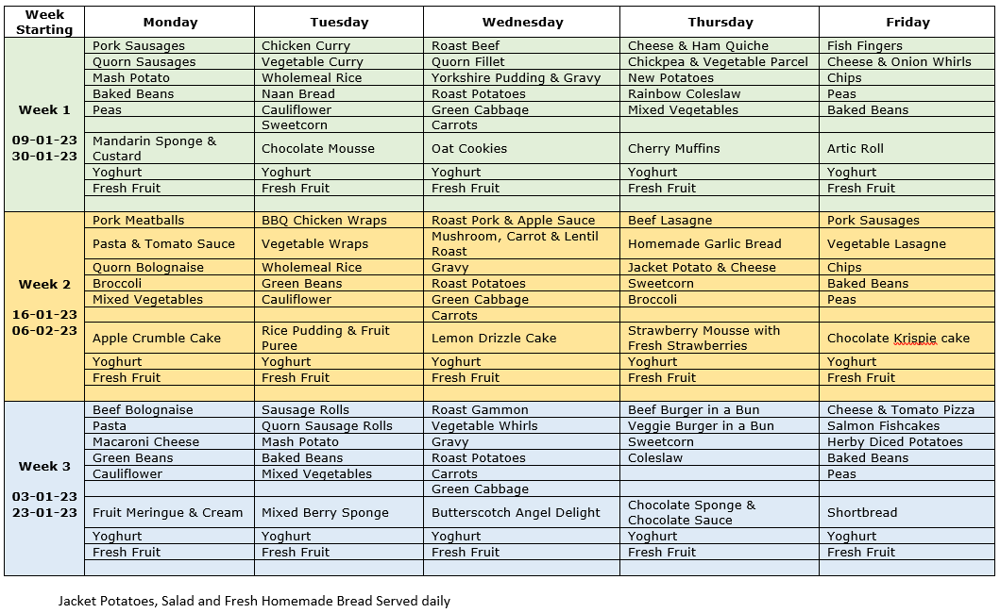 Week Starting Monday Tuesday Wednesday Thursday Friday
Week 1
09-01-23
30-01-23
Pork Sausages Chicken Curry Roast Beef Cheese & Ham Quiche Fish Fingers
Quorn Sausages Vegetable Curry Quorn Fillet Chickpea & Vegetable Parcel Cheese & Onion Whirls
Mash Potato Wholemeal Rice Yorkshire Pudding & Gravy New Potatoes Chips
Baked Beans Naan Bread Roast Potatoes Rainbow Coleslaw Peas
Peas Cauliflower Green Cabbage Mixed Vegetables Baked Beans
Sweetcorn Carrots
Mandarin Sponge & Custard Chocolate Mousse Oat Cookies Cherry Muffins Artic Roll
Yoghurt Yoghurt Yoghurt Yoghurt Yoghurt
Fresh Fruit Fresh Fruit Fresh Fruit Fresh Fruit Fresh Fruit
Week 2
16-01-23
06-02-23
Pork Meatballs BBQ Chicken Wraps Roast Pork & Apple Sauce Beef Lasagne Pork Sausages
Pasta & Tomato Sauce Vegetable Wraps Mushroom, Carrot & Lentil Roast Homemade Garlic Bread Vegetable Lasagne
Quorn Bolognaise Wholemeal Rice Gravy Jacket Potato & Cheese Chips
Broccoli Green Beans Roast Potatoes Sweetcorn Baked Beans
Mixed Vegetables Cauliflower Green Cabbage Broccoli Peas
Carrots
Apple Crumble Cake Rice Pudding & Fruit Puree Lemon Drizzle Cake Strawberry Mousse with Fresh Strawberries Chocolate Krispie cake
Yoghurt Yoghurt Yoghurt Yoghurt Yoghurt
Fresh Fruit Fresh Fruit Fresh Fruit Fresh Fruit Fresh Fruit
Week 3
03-01-23
23-01-23
Beef Bolognaise Sausage Rolls Roast Gammon Beef Burger in a Bun Cheese & Tomato Pizza
Pasta Quorn Sausage Rolls Vegetable Whirls Veggie Burger in a Bun Salmon Fishcakes
Macaroni Cheese Mash Potato Gravy Sweetcorn Herby Diced Potatoes
Green Beans Baked Beans Roast Potatoes Coleslaw Baked Beans
Cauliflower Mixed Vegetables Carrots Peas
Green Cabbage
Fruit Meringue & Cream Mixed Berry Sponge Butterscotch Angel Delight Chocolate Sponge & Chocolate Sauce Shortbread
Yoghurt Yoghurt Yoghurt Yoghurt Yoghurt
Fresh Fruit Fresh Fruit Fresh Fruit Fresh Fruit Fresh Fruit
Jacket Potatoes, Salad and Fresh Homemade Bread Served daily